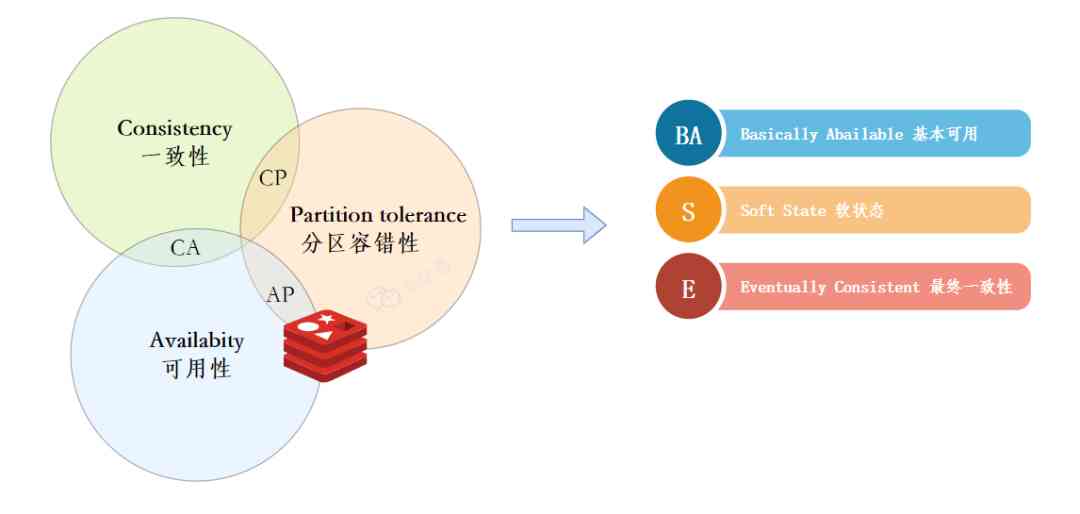 Consistency
一致性
CP
Partition tolerance
分区容错性
CA
AP
Availabity
可用性
BA
Basically Abailable 基本可用
S
Soft State 软状态
E
Eventually Consistent 最终一致性